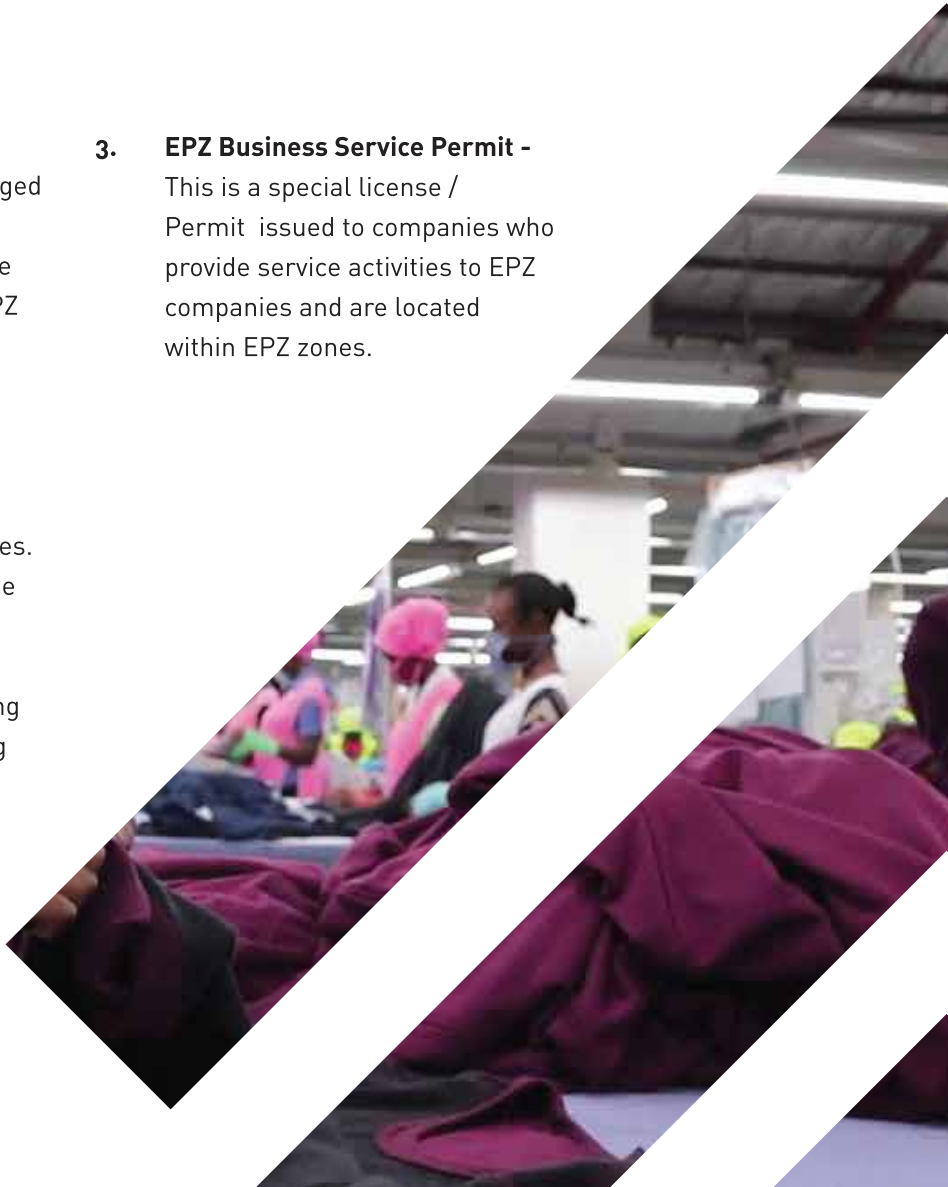 3. EPZ Business Service Permit -
This is a special license /
Permit issued to companies who
provide service activities to EPZ
companies and are located
within EPZ zones.